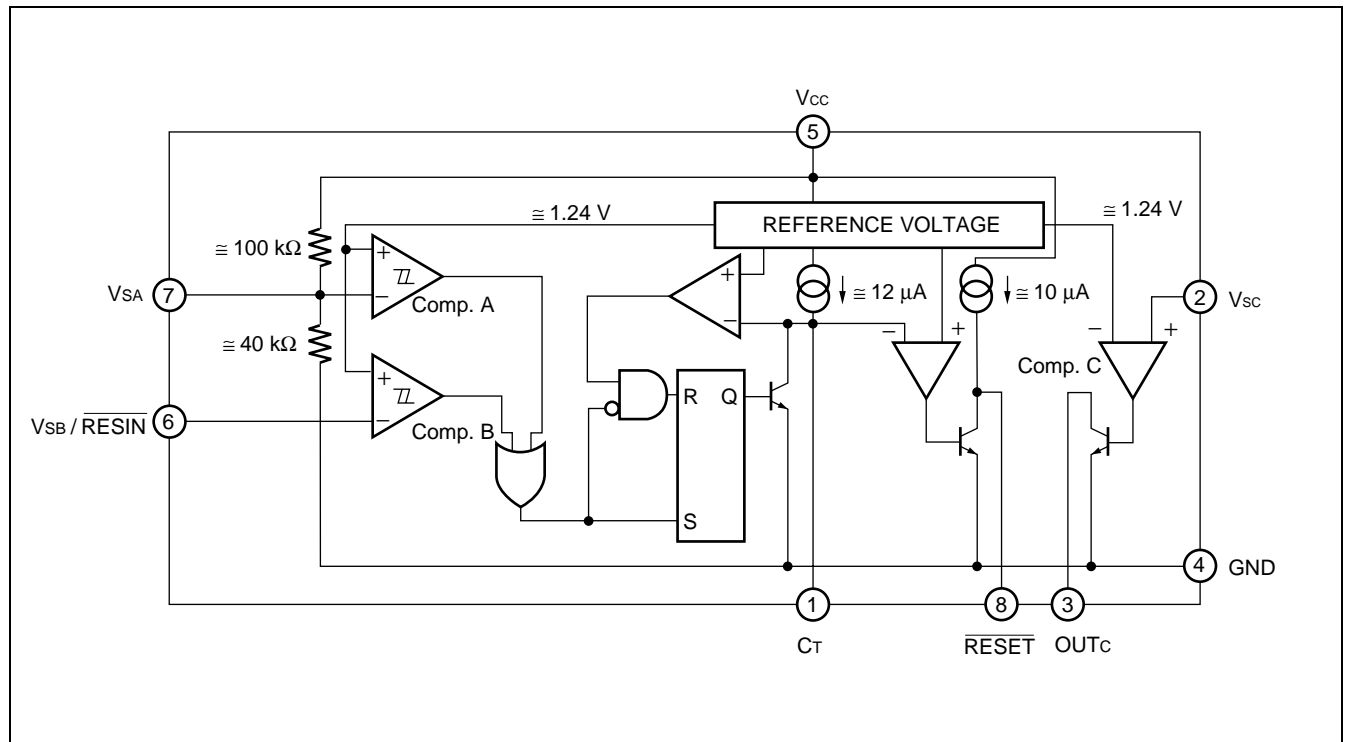 VCC
5
≅ 1.24 V
REFERENCE VOLTAGE
≅ 1.24 V
≅ 100 kΩ
+
−
Comp. A
+
−
≅ 12 µA
≅ 10 µA
VSA 7
2 VSC
≅ 40 kΩ
− +
− +
Comp. C
+
−
Comp. B
R Q
VSB / RESIN 6
S
4 GND
1
8
3
CT
RESET
OUTC